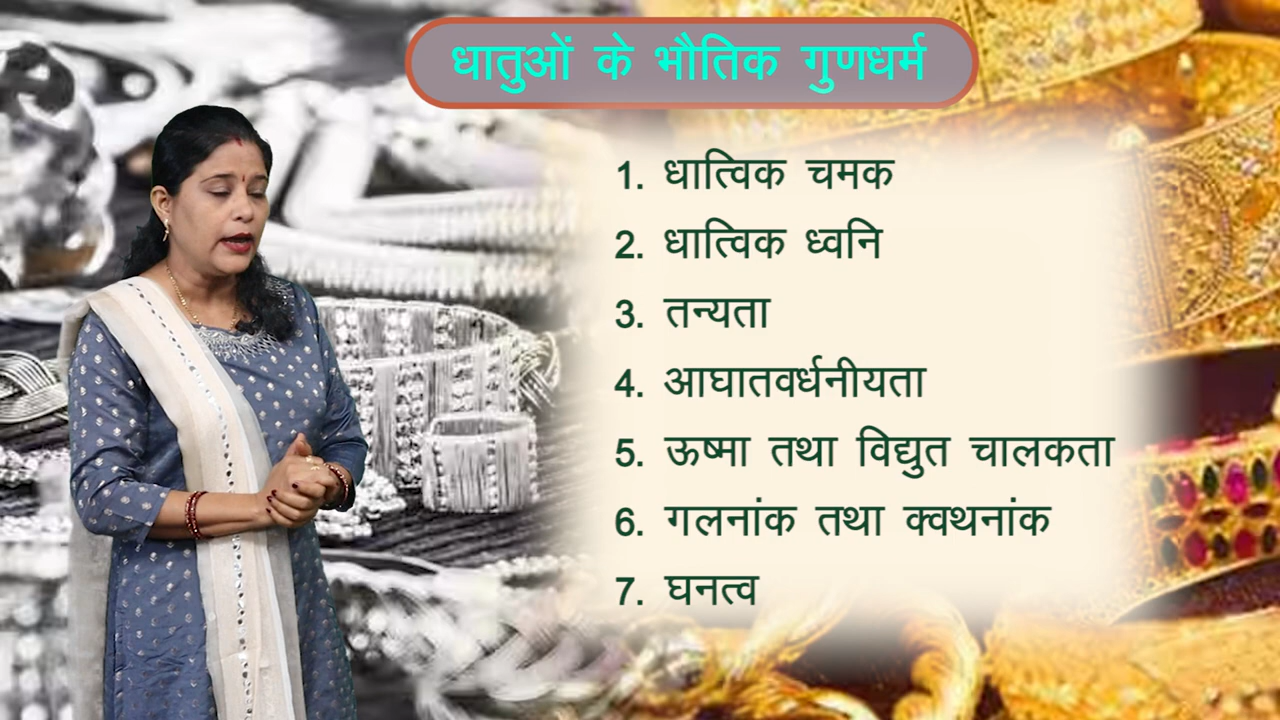 धातुओं के भौतिक गुणधर्म
1. धात्विक चमक
2. धात्विक ध्वनि
3. तन्यता
4. आघातवर्धनीयता
5. ऊष्मा तथा विद्युत चालकता
6. गलनांक तथा क्वथनांक
7. घनत्व